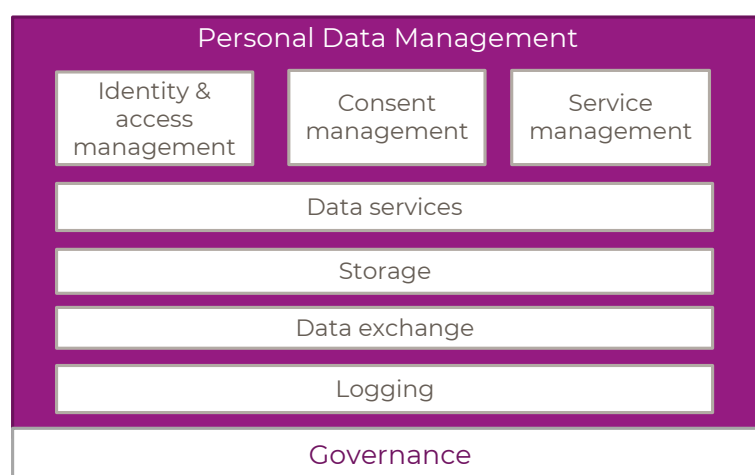 Personal Data Management
Identity &
access
management
Consent
management
Service
management
Data services
Storage
Data exchange
Logging
Governance